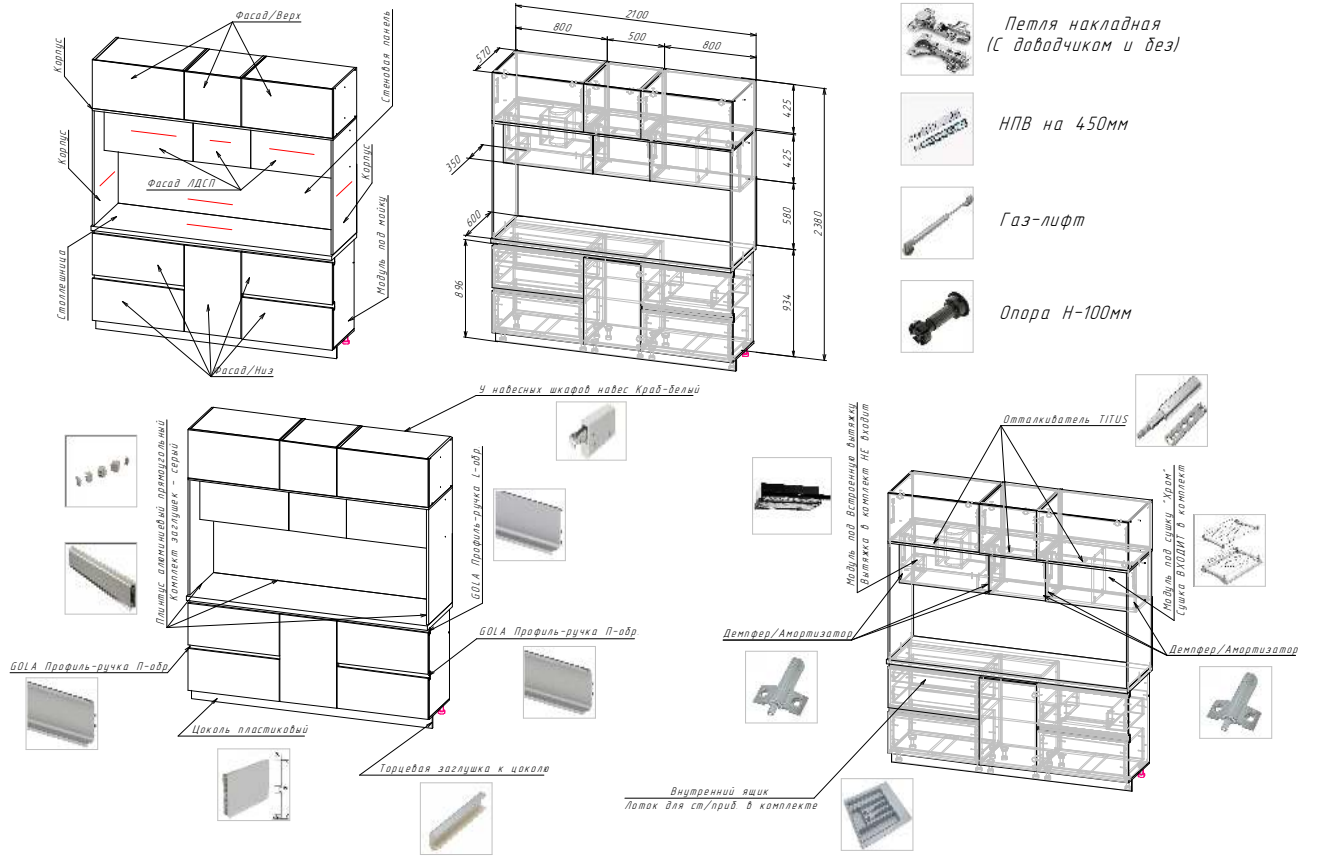 Фасад/Верх
Корпус
Стеновая панель
Корпус
Корпус
Фасад ЛДСП
Столлешница
Модуль под мойку
Фасад/Низ
2100
800
500
800
570
425
425
350
580
2380
600
896
934
Петля накладная
(С доводчиком и без)
НПВ на 450мм
Газ-лифт
Опора Н-100мм
У навесных шкафов навес Краб-белый
Плинтус алюминиевый прямоугольный
Комплект заглушек - серый
GOLA Профиль-ручка L-обр.
GOLA Профиль-ручка П-обр.
GOLA Профиль-ручка П-обр.
Цоколь пластиковый
Торцевая заглушка к цоколю
Отталкиватель TITUS
Модуль под Встроенную вытяжку
Вытяжка в комплект НЕ входит
Модуль под сушку "Хром"
Сушка ВХОДИТ в комплект
Демпфер/Амортизатор
Демпфер/Амортизатор
Внутренний ящик
Лоток для ст/приб. в комплекте